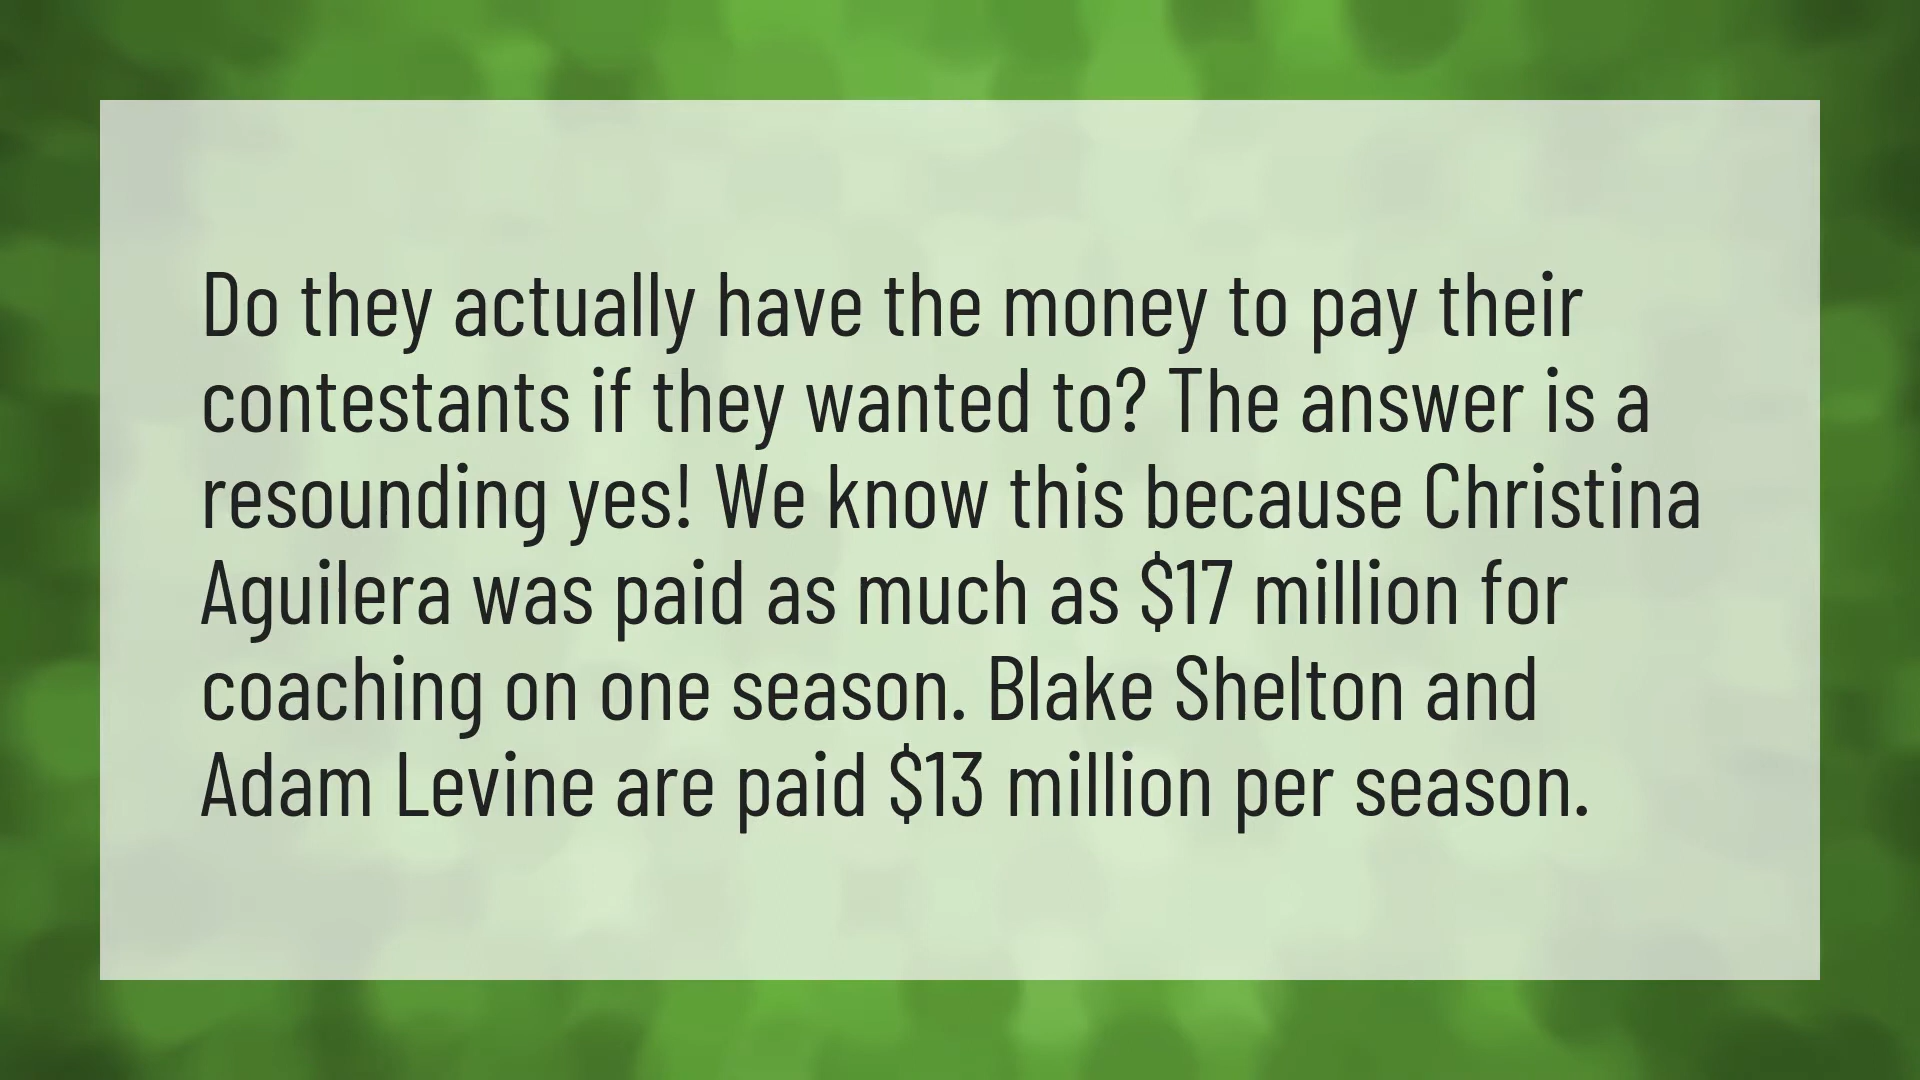 Do they actually have the money to pay their
contestants if they wanted to? The answer is a
resounding yes! We know this because Christina
Aguilera was paid as much as $17 million for
coaching on one season. Blake Shelton and
Adam Levine are paid $13 million per season.